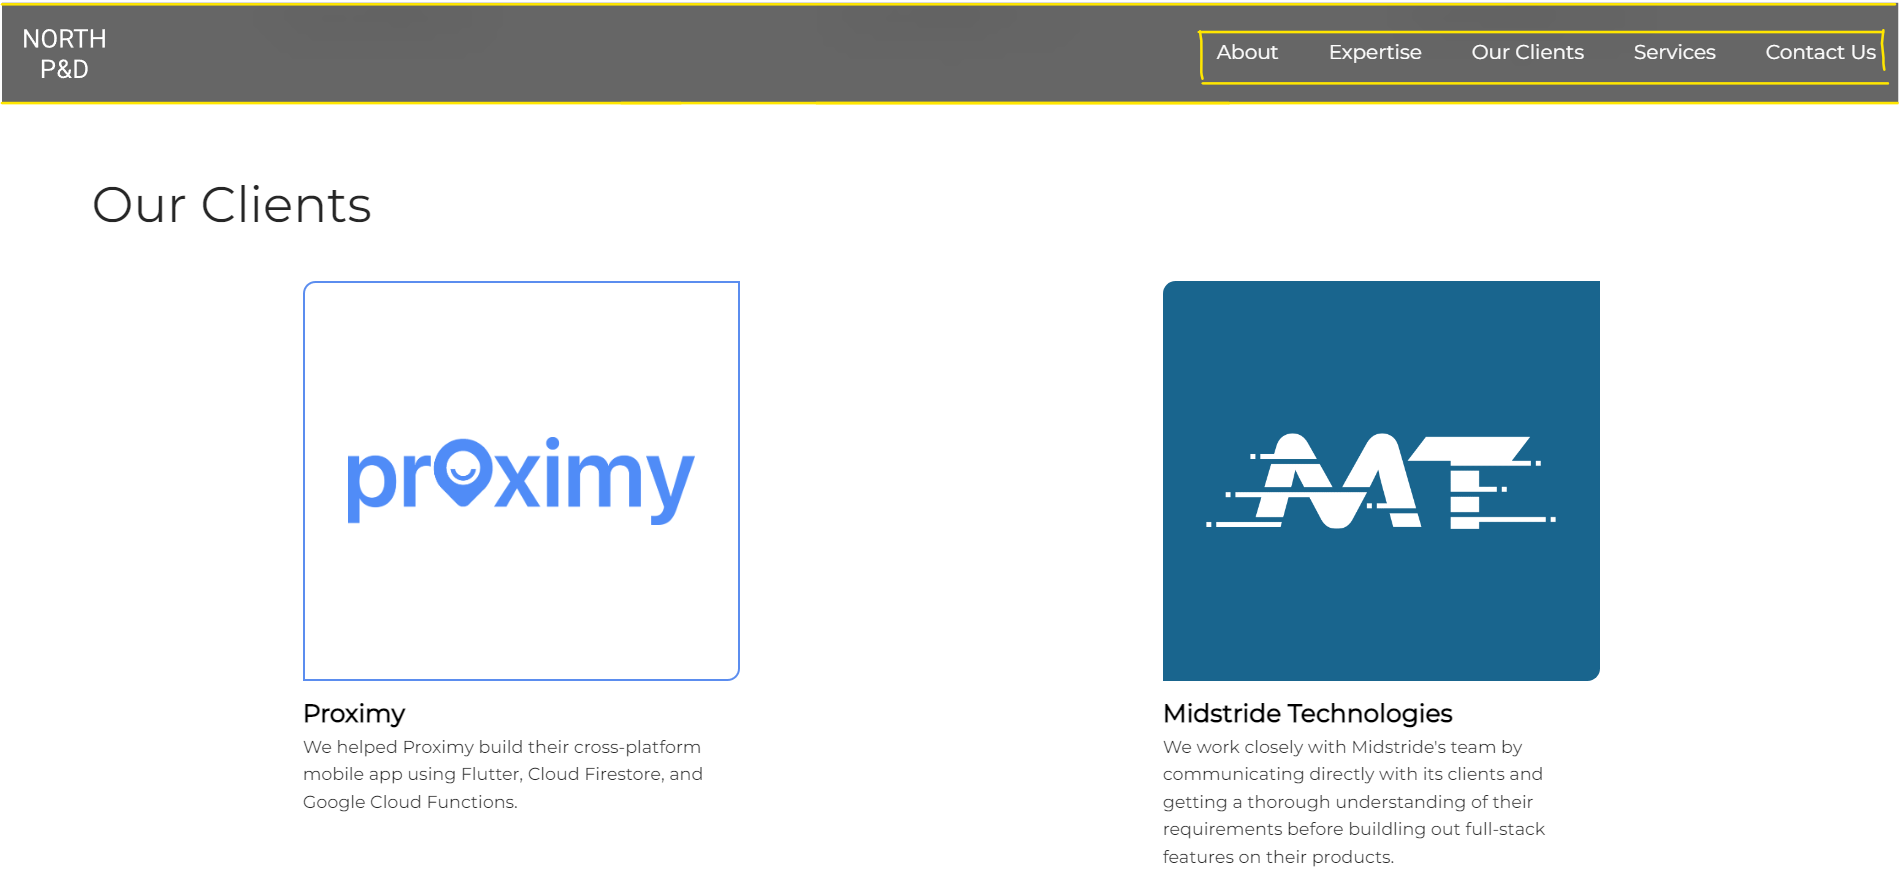 NORTH
P&D
About Expertise Our Clients Services Contact Us
Our Clients
proximy
MT
Proximy
We helped Proximy build their cross-platform
mobile app using Flutter, Cloud Firestore, and
Google Cloud Functions.
Midstride Technologies
We work closely with Midstride's team by
communicating directly with its clients and
getting a thorough understanding of their
requirements before buildling out full-stack
features on their products.